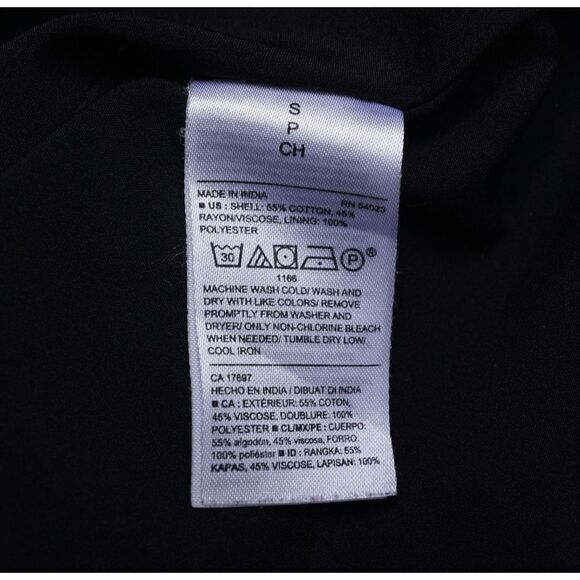 S
P
CH
MADE IN INDIA RN 54023
■ US : SHELL: 55% COTTON, 45%
RAYON/VISCOSE, LINING: 100%
POLYESTER
30 P ®
1166
MACHINE WASH COLD/ WASH AND
DRY WITH LIKE COLORS/ REMOVE
PROMPTLY FROM WASHER AND
DRYER/ ONLY NON-CHLORINE BLEACH
WHEN NEEDED/ TUMBLE DRY LOW/
COOL IRON
CA 17897
HECHO EN INDIA / DIBUAT DI INDIA
■ CA : EXTÉRIEUR: 55% COTON,
45% VISCOSE, DOUBLURE: 100%
POLYESTER ■ CL/MX/PE : CUERPO:
55% algodón, 45% viscosa, FORRO:
100% poliéster ■ ID : RANGKA: 55%
KAPAS, 45% VISCOSE, LAPISAN: 100%